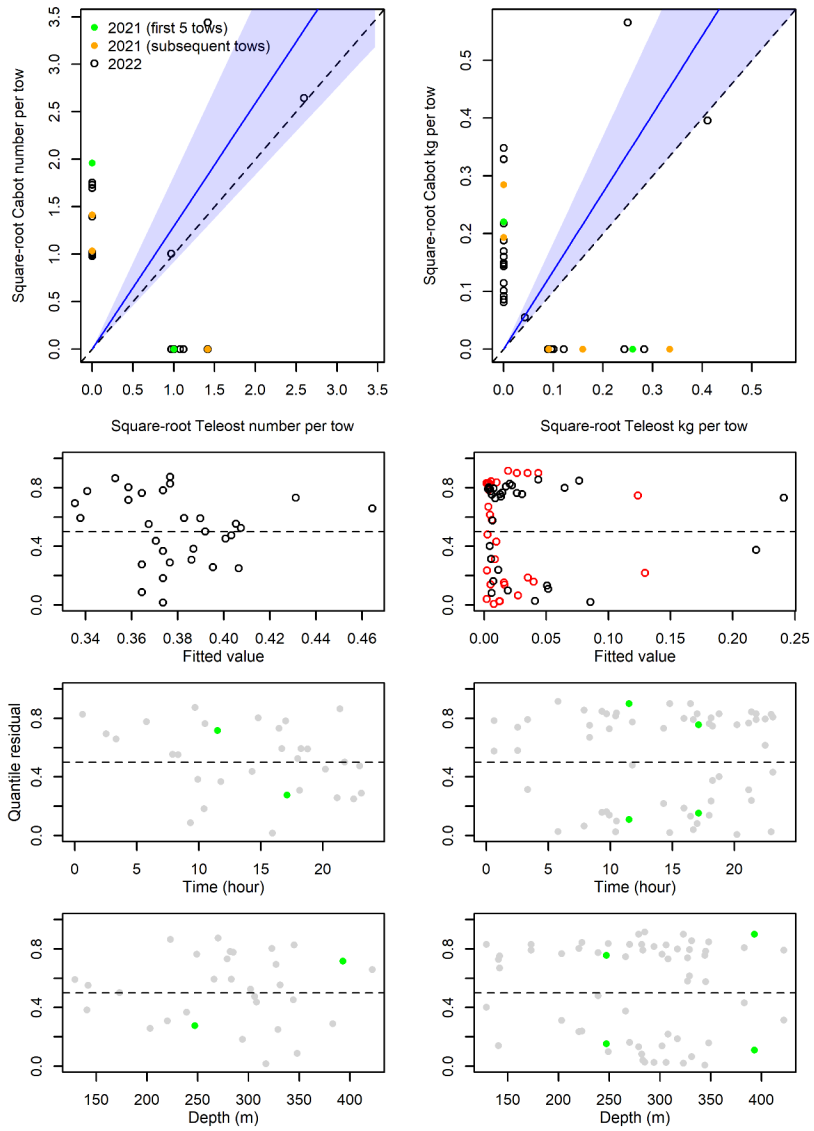 3.5
3.0
2.5
2.0
1.5
1.0
0.5
0.0
Square-root Cabot number per tow
2021 (first 5 tows)
2021 (subsequent tows)
2022
0.0 0.5 1.0 1.5 2.0 2.5 3.0 3.5
Square-root Teleost number per tow
0.5
0.4
0.3
0.2
0.1
0.0
Square-root Cabot kg per tow
0.0 0.1 0.2 0.3 0.4 0.5
Square-root Teleost kg per tow
0.8
0.4
0.0
0.34 0.36 0.38 0.40 0.42 0.44 0.46
Fitted value
0.8
0.4
0.0
0.00 0.05 0.10 0.15 0.20 0.25
Fitted value
Quantile residual
0.8
0.4
0.0
0 5 10 15 20
Time (hour)
0.8
0.4
0.0
0 5 10 15 20
Time (hour)
0.8
0.4
0.0
150 200 250 300 350 400
Depth (m)
0.8
0.4
0.0
150 200 250 300 350 400
Depth (m)